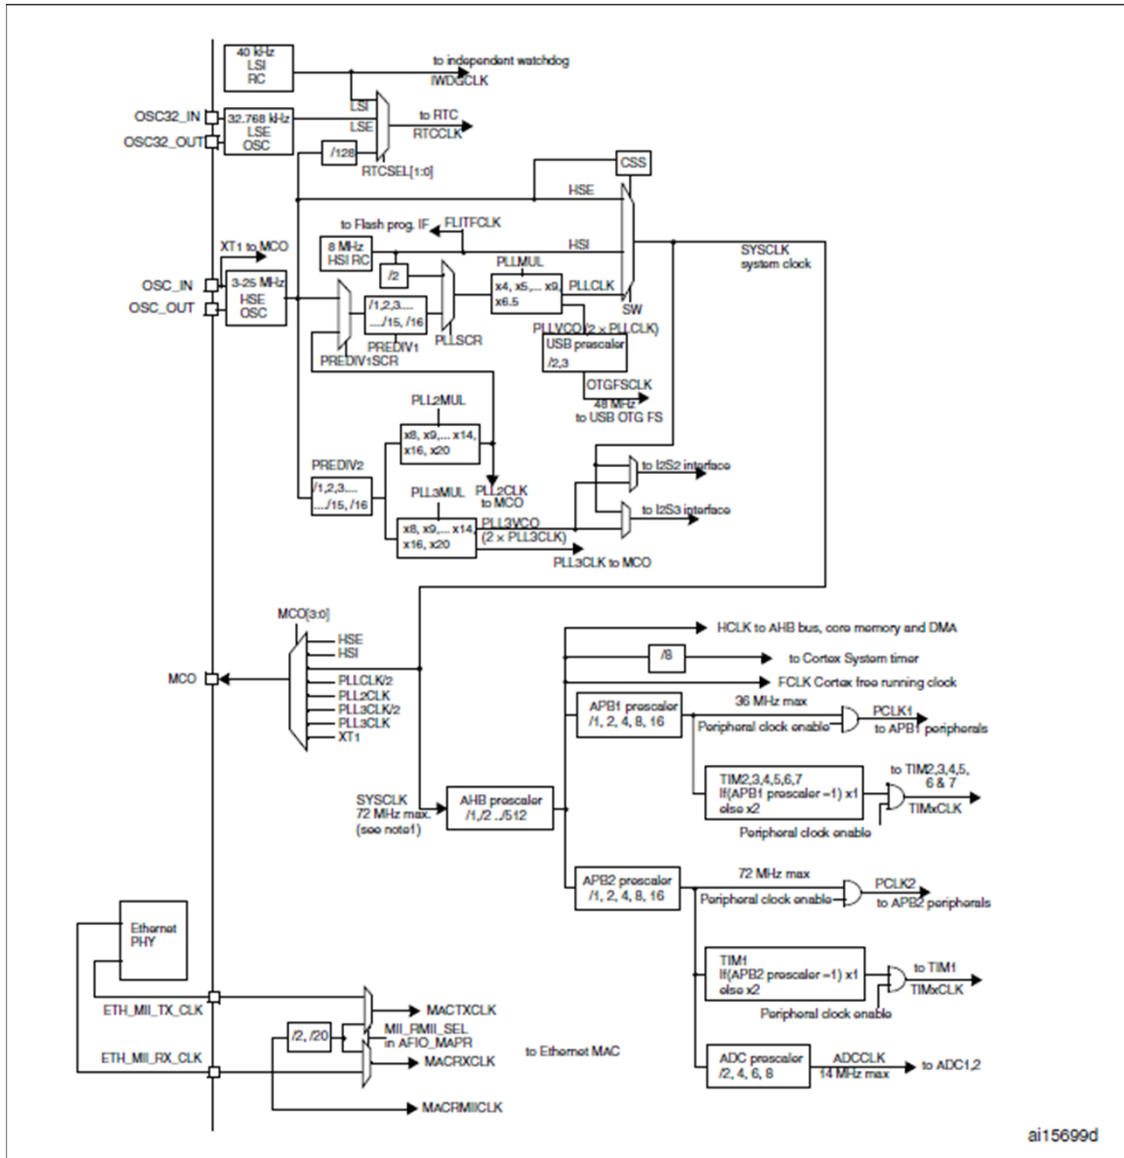 40 kHz
LSI
RC
to independent watchdog
IWDGCLK
OSC32_IN
OSC32_OUT
32.768 kHz
LSE
OSC
LSI
LSE
to RTC
RTCCLK
/128
RTCSEL[1:0]
CSS
HSE
to Flash prog. IF
FLITFCLK
XT1 to MCO
8 MHz
HSI RC
HSI
SYSCLK
system clock
/2
PLLMUL
x4, x5,... x9,
x6.5
PLLCLK
SW
OSC_IN
OSC_OUT
3-25 MHz
HSE
OSC
/1,2,3....
..../15, /16
PREDIV1
PLLSCR
PREDIV1SCR
PLLVCO (2 × PLLCLK)
USB prescaler
/2,3
OTGFSCLK
48 MHz
to USB OTG FS
PLL2MUL
x8, x9,... x14,
x16, x20
PREDIV2
/1,2,3....
..../15, /16
PLL2CLK
to MCO
PLL3MUL
x8, x9,... x14,
x16, x20
PLL3VCO
(2 × PLL3CLK)
PLL3CLK to MCO
to I2S2 interface
to I2S3 interface
MCO[3:0]
HSE
HSI
MCO
PLLCLK/2
PLL2CLK
PLL3CLK/2
PLL3CLK
XT1
HCLK to AHB bus, core memory and DMA
/8
to Cortex System timer
FCLK Cortex free running clock
APB1 prescaler
/1, 2, 4, 8, 16
36 MHz max
Peripheral clock enable
PCLK1
to APB1 peripherals
TIM2,3,4,5,6,7
If(APB1 prescaler =1) x1
else x2
to TIM2,3,4,5,
6 & 7
TIMxCLK
Peripheral clock enable
SYSCLK
72 MHz max.
(see note1)
AHB prescaler
/1,/2 ../512
APB2 prescaler
/1, 2, 4, 8, 16
72 MHz max
Peripheral clock enable
PCLK2
to APB2 peripherals
TIM1
If(APB2 prescaler =1) x1
else x2
to TIM1
TIMxCLK
Peripheral clock enable
ADC prescaler
/2, 4, 6, 8
ADCCLK
14 MHz max
to ADC1,2
Ethernet
PHY
ETH_MII_TX_CLK
ETH_MII_RX_CLK
/2, /20
MACTXCLK
MII_RMII_SEL
in AFIO_MAPR
MACRXCLK
MACRMIICLK
to Ethernet MAC
ai15699d